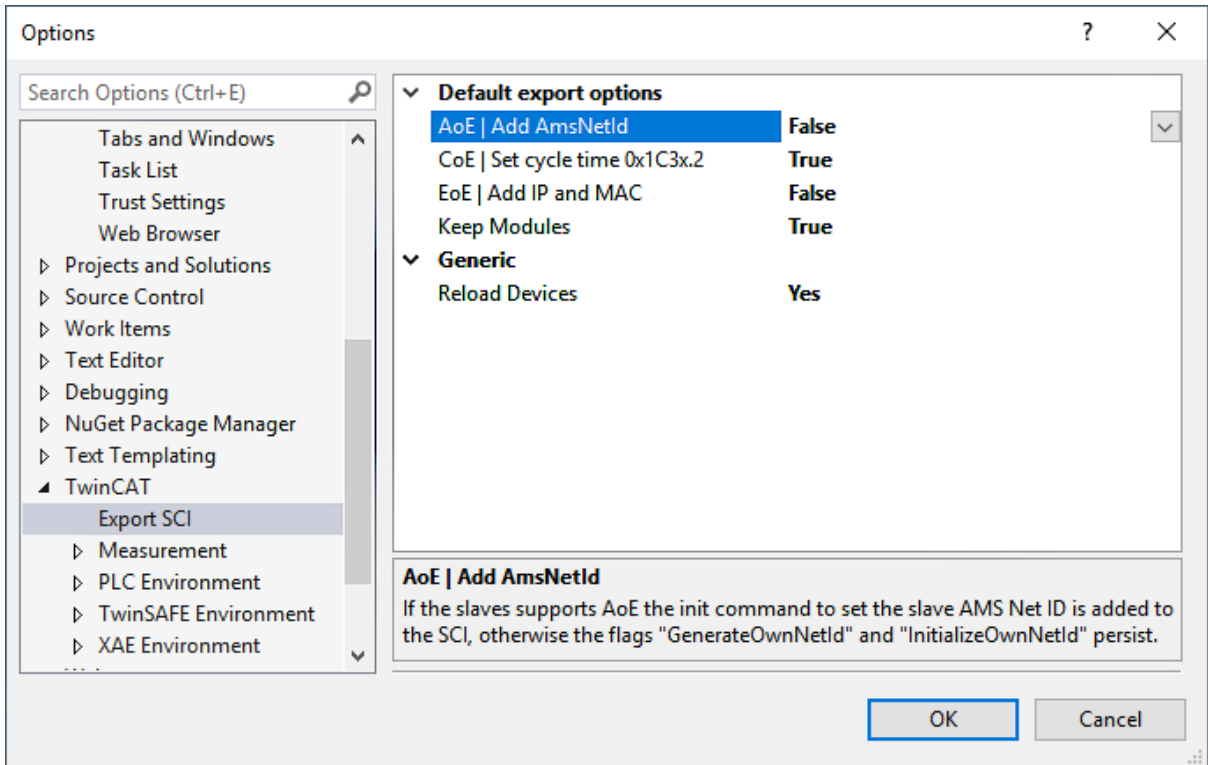 Options
?
Search Options (Ctrl+E)
Tabs and Windows
Task List
Trust Settings
Web Browser
Projects and Solutions
Source Control
Work Items
Text Editor
Debugging
NuGet Package Manager
Text Templating
TwinCAT
Export SCI
Measurement
PLC Environment
TwinSAFE Environment
XAE Environment
Default export options
AoE | Add AmsNetId False
CoE | Set cycle time 0x1C3x.2 True
EoE | Add IP and MAC False
Keep Modules True
Generic
Reload Devices Yes
AoE | Add AmsNetId
If the slaves supports AoE the init command to set the slave AMS Net ID is added to
the SCI, otherwise the flags "GenerateOwnNetId" and "InitializeOwnNetId" persist.
OK
Cancel